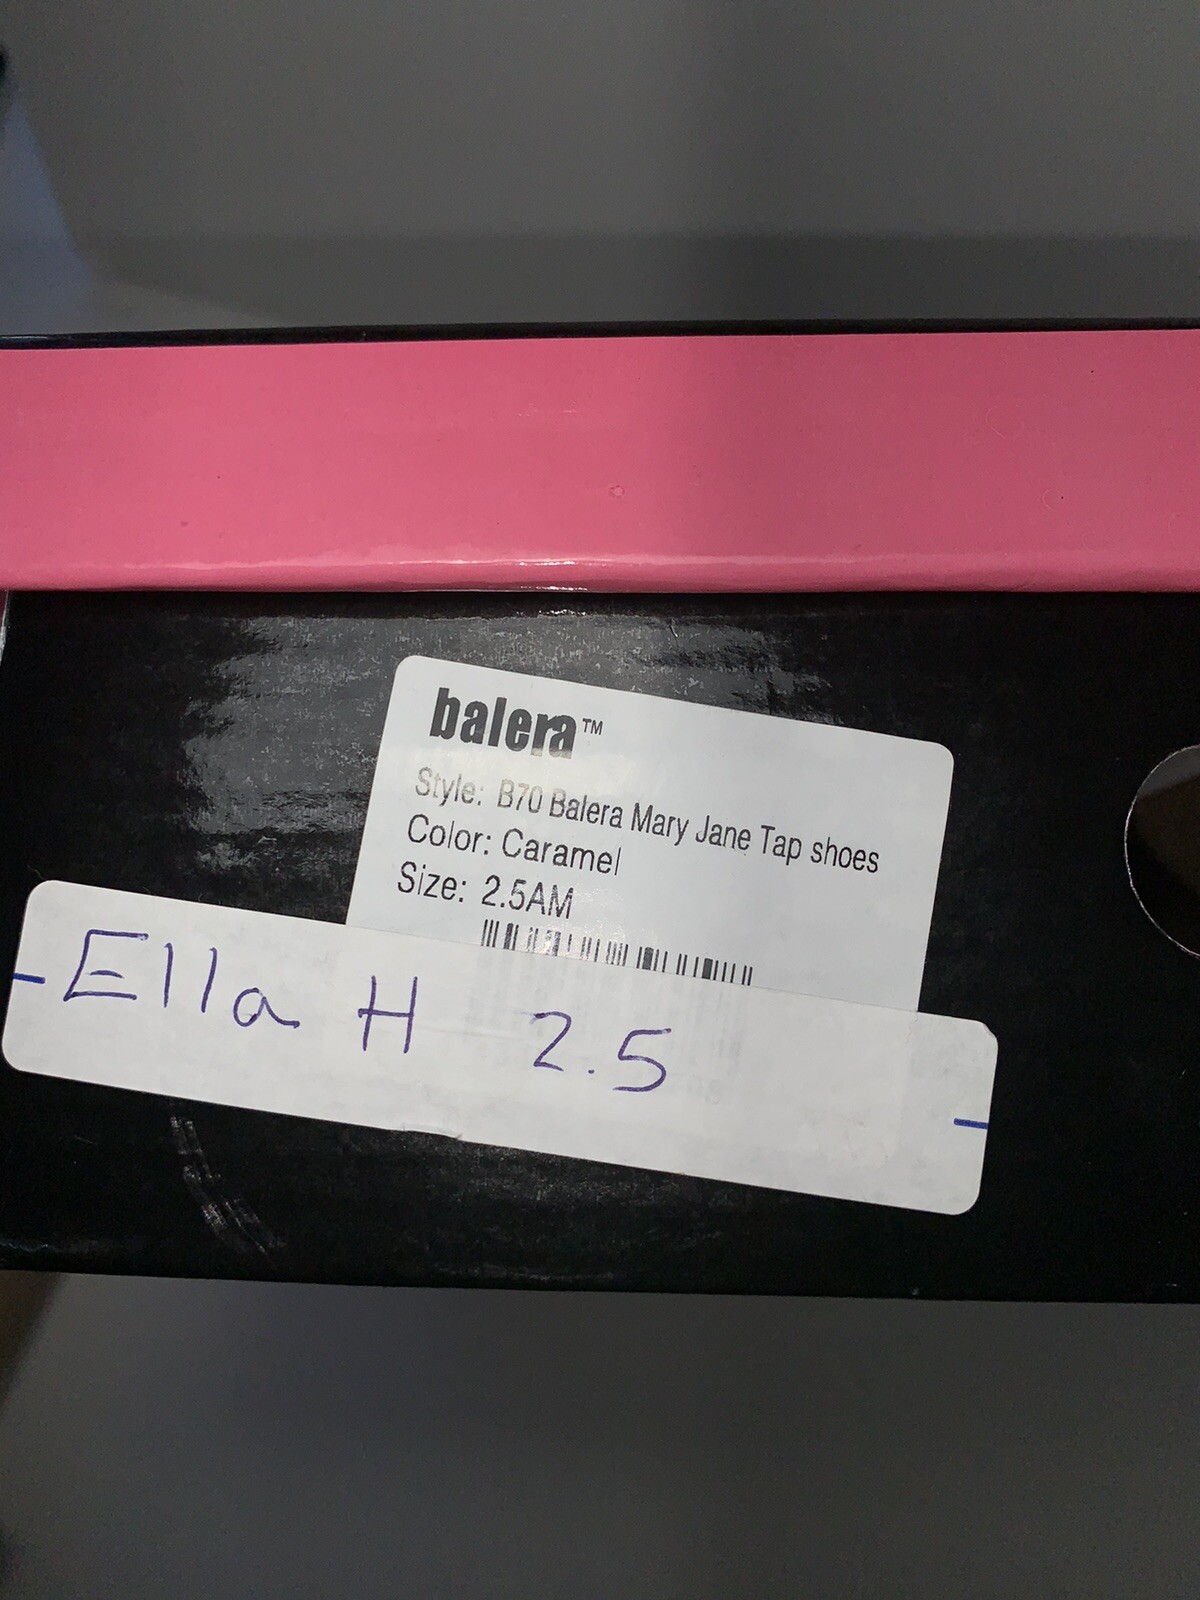 balera™
Style: B70 Balera Mary Jane Tap shoes
Color: Caramel
Size: 2.5AM
Ella H 2.5